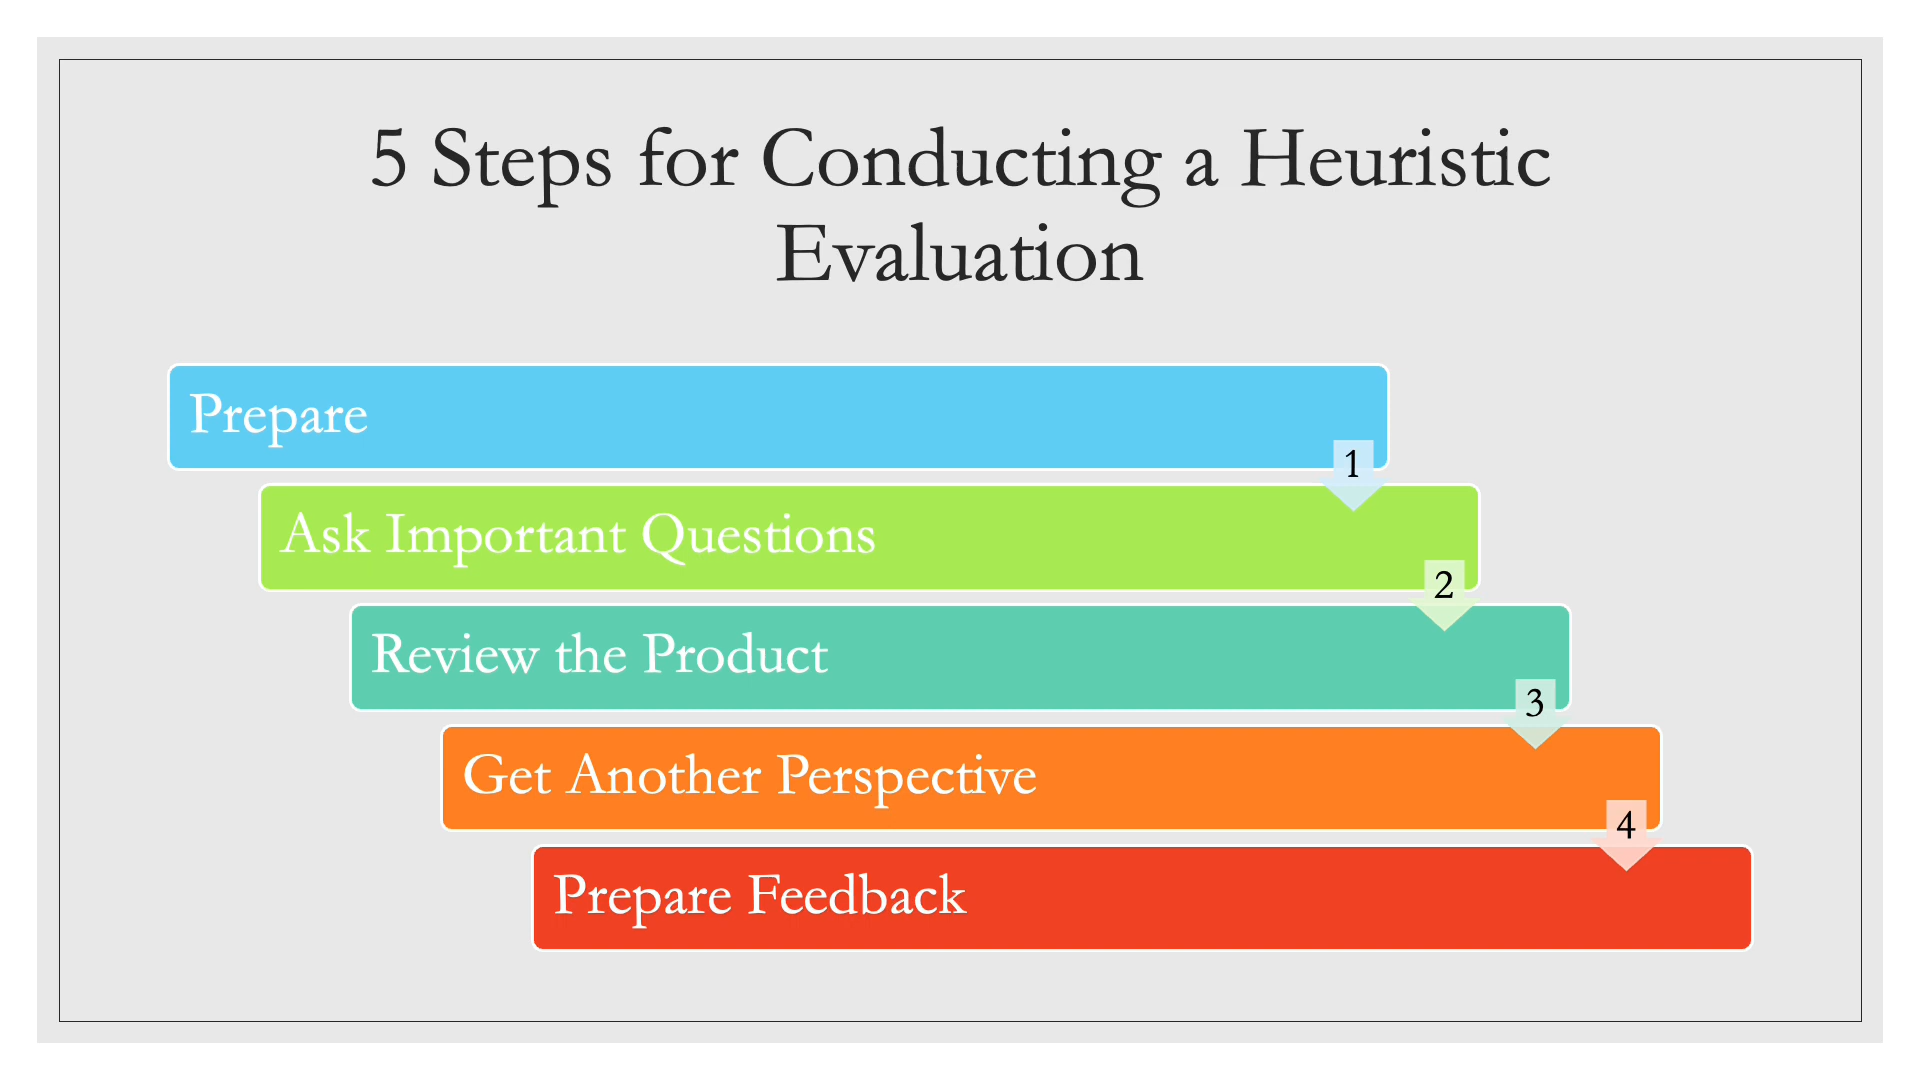 5 Steps for Conducting a Heuristic
Evaluation
Prepare
1
Ask Important Questions
2
Review the Product
3
Get Another Perspective
4
Prepare Feedback